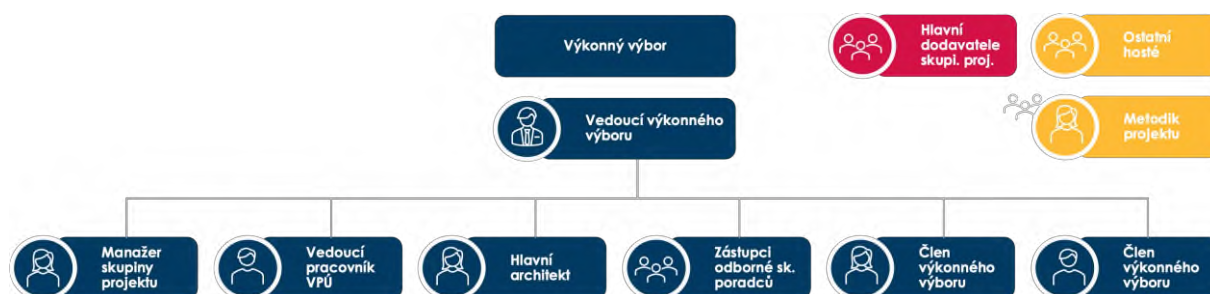 Výkonný výbor
Hlavní
dodavatele
skupi. proj.
Ostatní
hosté
Vedoucí výkonného
výboru
Metodik
projektu
Manažer
skupiny
projektu
Vedoucí
pracovník
VPÚ
Hlavní
architekt
Zástupci
odborné sk.
poradců
Člen
výkonného
výboru
Člen
výkonného
výboru